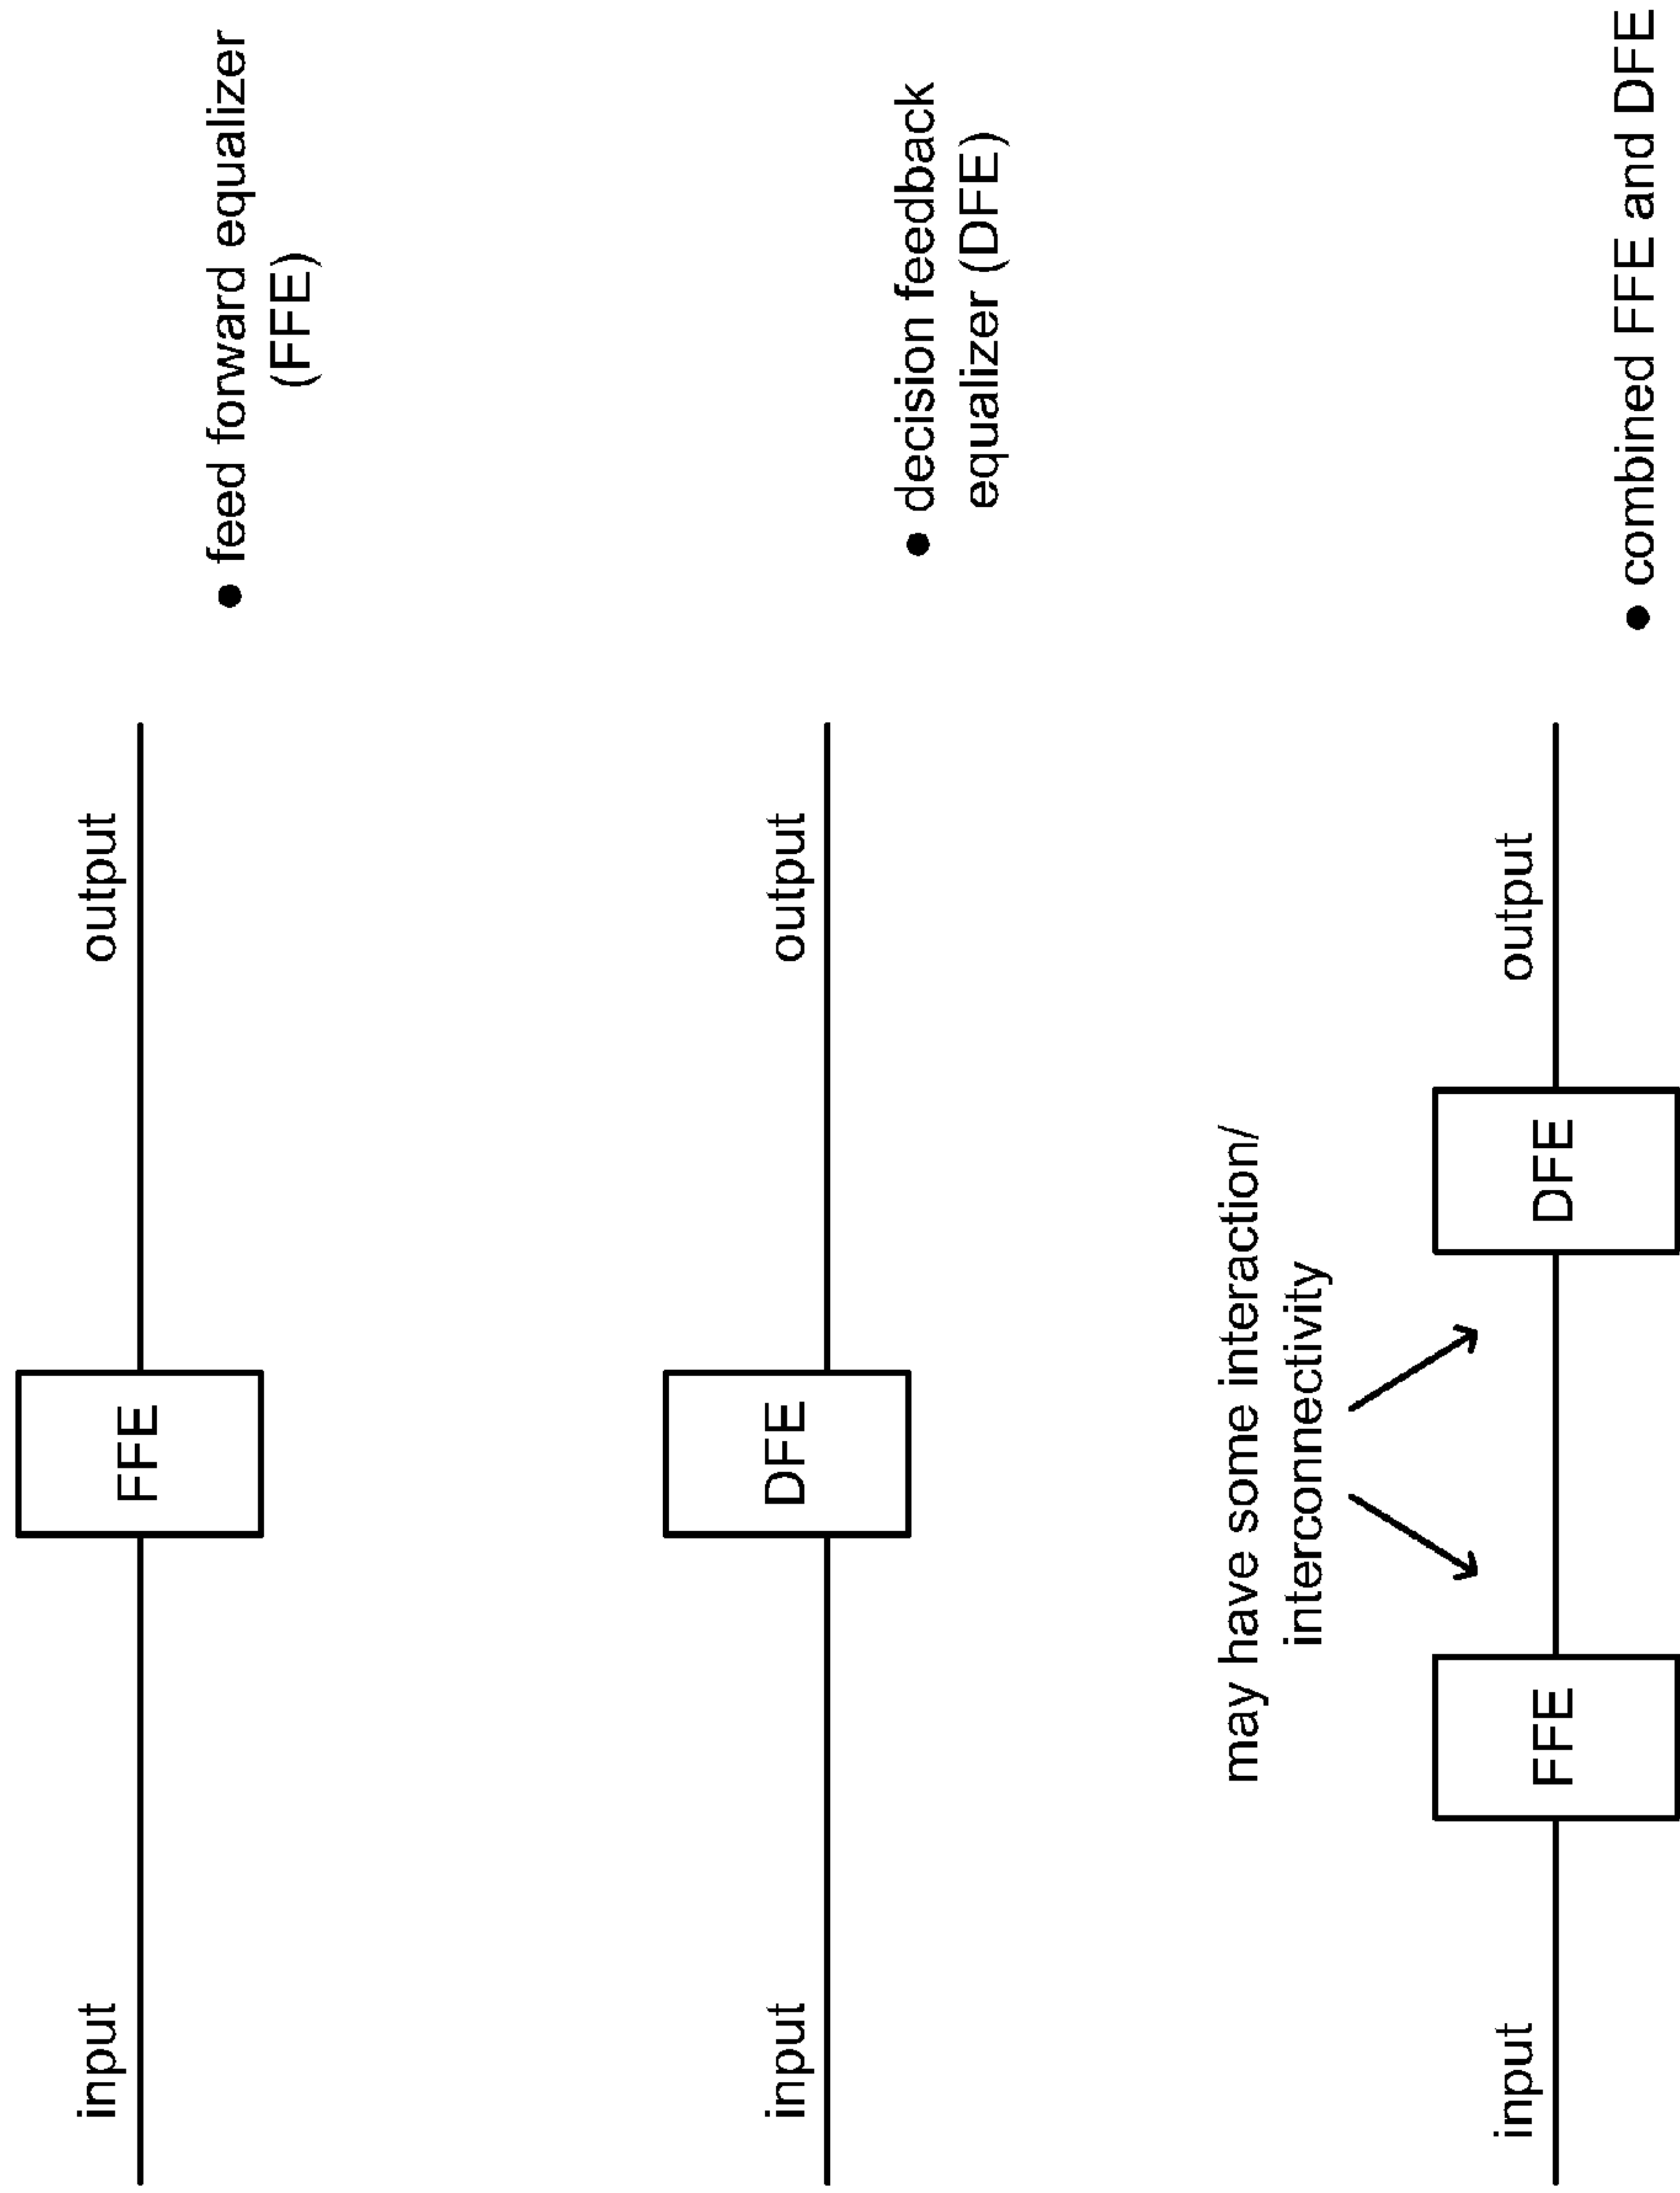 input
FFE
output
• feed forward equalizer
(FFE)
input
DFE
output
• decision feedback
equalizer (DFE)
may have some interaction/
interconnectivity
input
FFE
DFE
output
• combined FFE and DFE